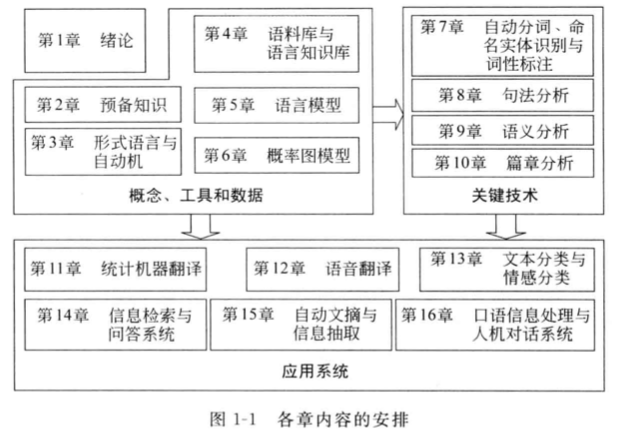 第1章 绪论
第4章 语料库与
语言知识库
第2章 预备知识
第5章 语言模型
第3章 形式语言与
自动机
第6章 概率图模型
概念、工具和数据
第7章 自动分词、命
名实体识别与
词性标注
第8章 句法分析
第9章 语义分析
第10章 篇章分析
关键技术
第11章 统计机器翻译
第12章 语音翻译
第13章 文本分类与
情感分类
第14章 信息检索与
问答系统
第15章 自动文摘与
信息抽取
第16章 口语信息处理与
人机对话系统
应用系统
图 1-1 各章内容的安排